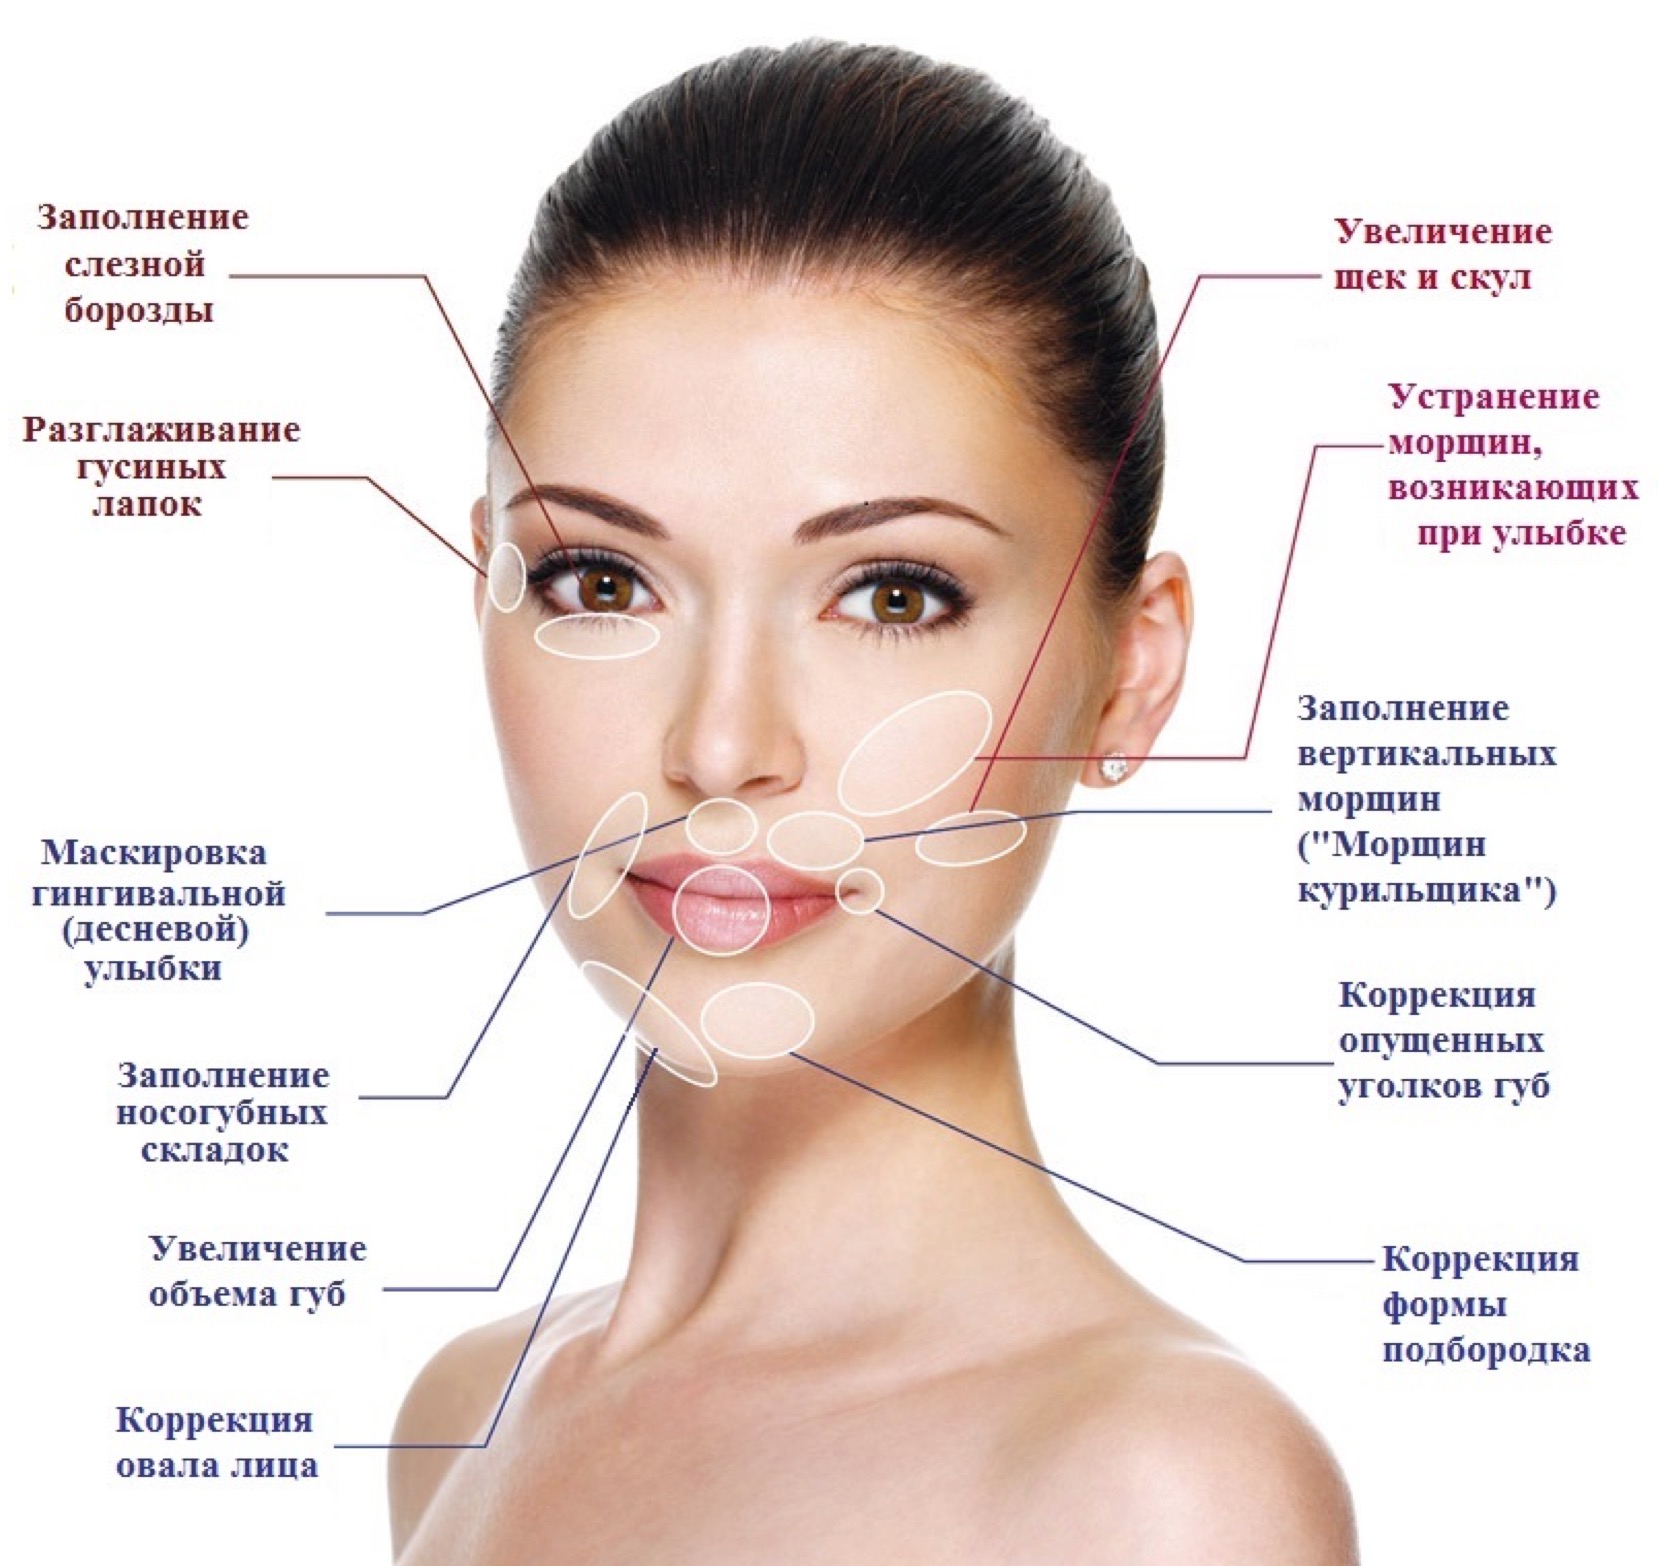 Заполнение
слезной
борозды
Разглаживание
гусиных
лапок
Маскировка
гингивальной
(десневой)
улыбки
Заполнение
носогубных
складок
Увеличение
объема губ
Коррекция
овала лица
Увеличение
щек и скул
Устранение
морщин,
возникающих
при улыбке
Заполнение
вертикальных
морщин
("Морщин
курильщика")
Коррекция
опущенных
уголков губ
Коррекция
формы
подбородка